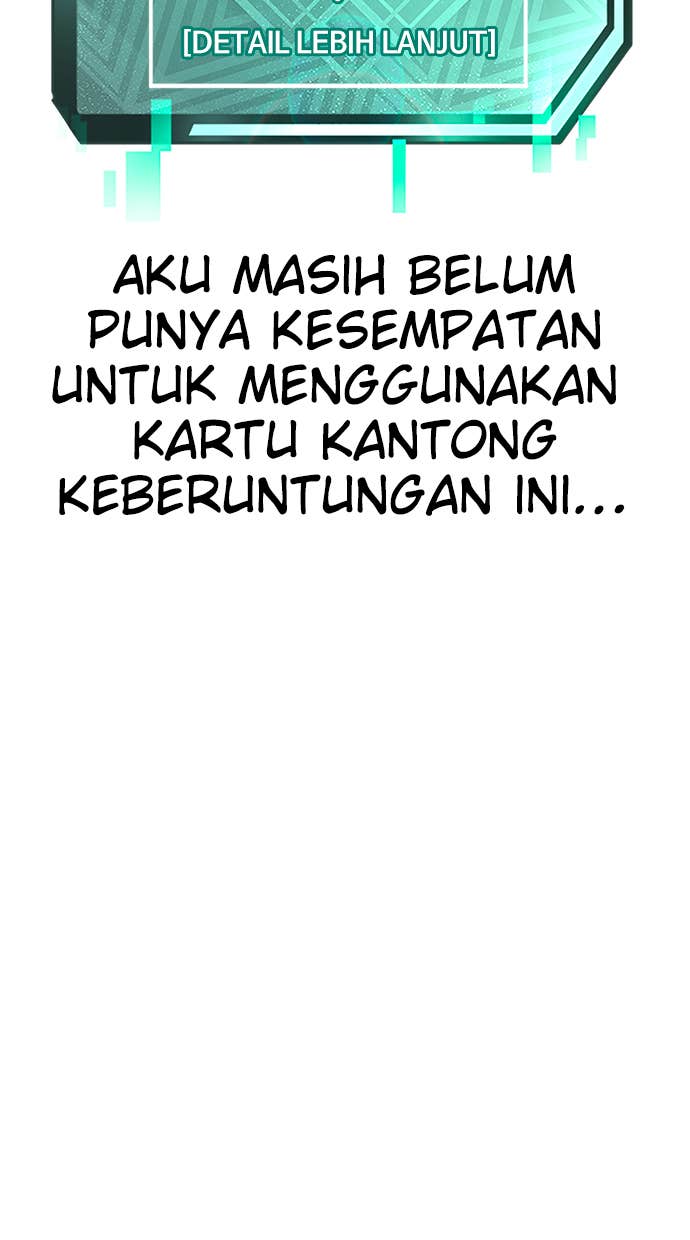 [DETAIL LEBIH LANJUT]
AKU MASIH BELUM
PUNYA KESEMPATAN
UNTUK MENGGUNAKAN
KARTU KANTONG
KEBERUNTUNGAN INI...